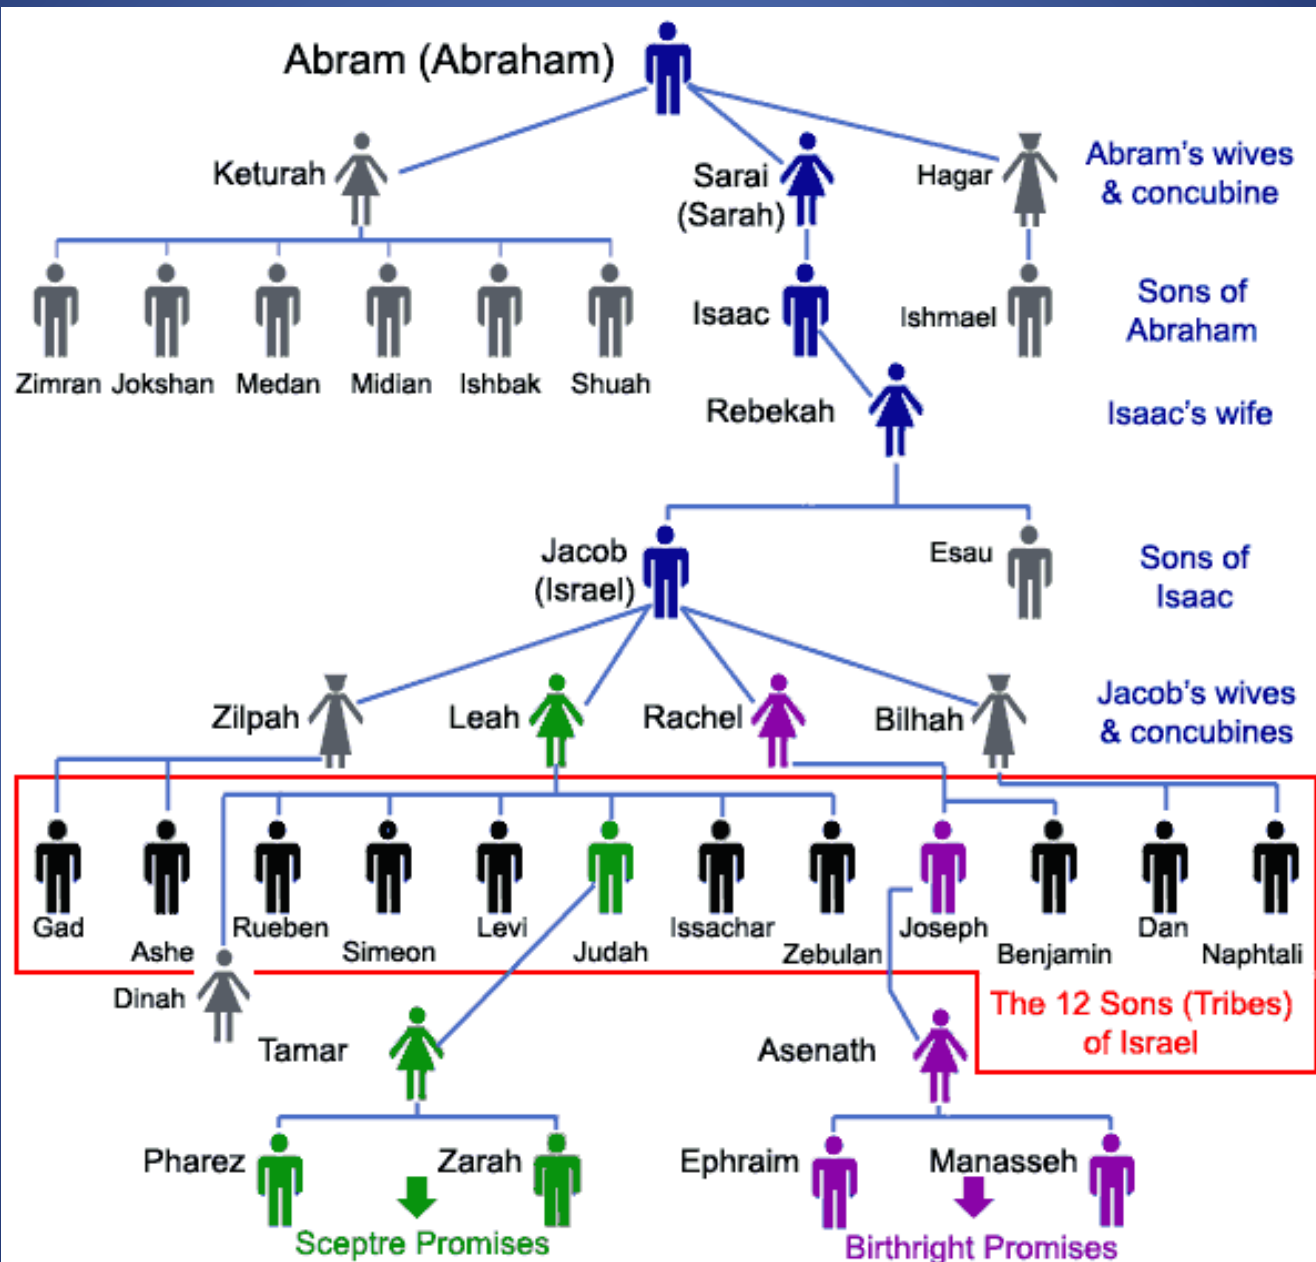 Abram (Abraham)
Keturah
Sarai
(Sarah)
Hagar
Abram's wives
& concubine
Zimran
Jokshan
Medan
Midian
Ishbak
Shuah
Isaac
Ishmael
Sons of
Abraham
Rebekah
Isaac's wife
Jacob
(Israel)
Esau
Sons of
Isaac
Zilpah
Leah
Rachel
Bilhah
Jacob's wives
& concubines
Gad
Ashe
Rueben
Simeon
Levi
Judah
Issachar
Zebulan
Joseph
Benjamin
Dan
Naphtali
Dinah
The 12 Sons (Tribes)
of Israel
Tamar
Asenath
Pharez
Zarah
Ephraim
Manasseh
Sceptre Promises
Birthright Promises